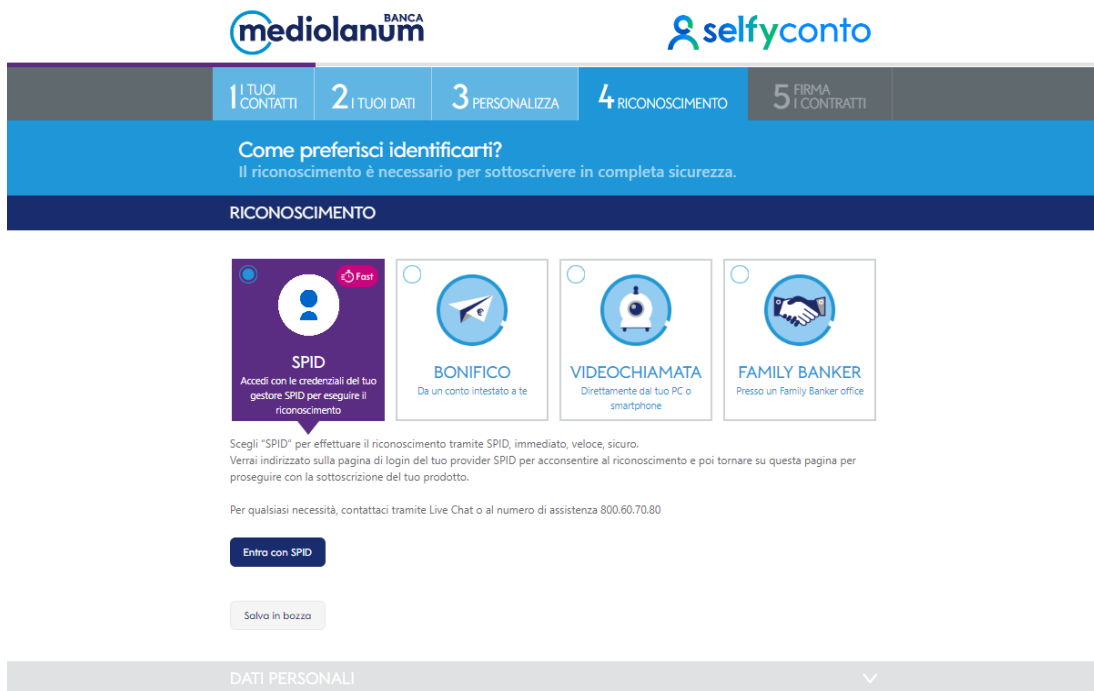 BANCA
mediolanum
selfyconto
1 I TUOI CONTATTI
2 I TUOI DATI
3 PERSONALIZZA
4 RICONOSCIMENTO
5 FIRMA I CONTRATTI
Come preferisci identificarti?
Il riconoscimento è necessario per sottoscrivere in completa sicurezza.
RICONOSCIMENTO
Fast
SPID
Accedi con le credenziali del tuo
gestore SPID per eseguire il
riconoscimento
€
BONIFICO
Da un conto intestato a te
VIDEOCHIAMATA
Direttamente dal tuo PC o
smartphone
FAMILY BANKER
Presso un Family Banker office
Scegli "SPID" per effettuare il riconoscimento tramite SPID, immediato, veloce, sicuro.
Verrai indirizzato sulla pagina di login del tuo provider SPID per acconsentire al riconoscimento e poi tornare su questa pagina per
proseguire con la sottoscrizione del tuo prodotto.
Per qualsiasi necessità, contattaci tramite Live Chat o al numero di assistenza 800.60.70.80
Entra con SPID
Salva in bozza
DATI PERSONALI